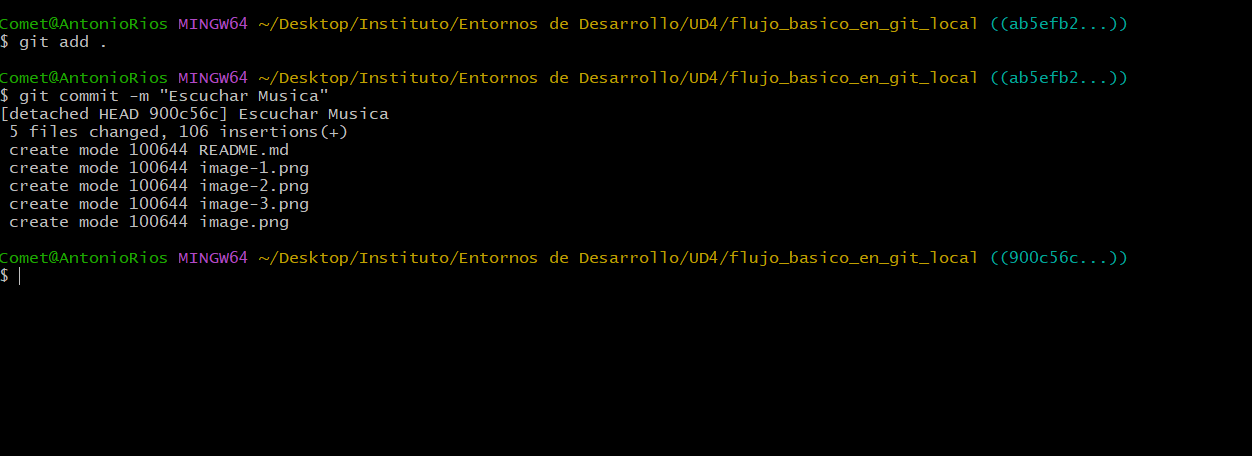 Comet@AntonioRios MINGW64 ~/Desktop/Instituto/Entornos de Desarrollo/UD4/flujo_basico_en_git_local ((ab5efb2...))
$ git add .
Comet@AntonioRios MINGW64 ~/Desktop/Instituto/Entornos de Desarrollo/UD4/flujo_basico_en_git_local ((ab5efb2...))
$ git commit -m "Escuchar Musica"
[detached HEAD 900c56c] Escuchar Musica
 5 files changed, 106 insertions(+)
 create mode 100644 README.md
 create mode 100644 image-1.png
 create mode 100644 image-2.png
 create mode 100644 image-3.png
 create mode 100644 image.png
Comet@AntonioRios MINGW64 ~/Desktop/Instituto/Entornos de Desarrollo/UD4/flujo_basico_en_git_local ((900c56c...))
$